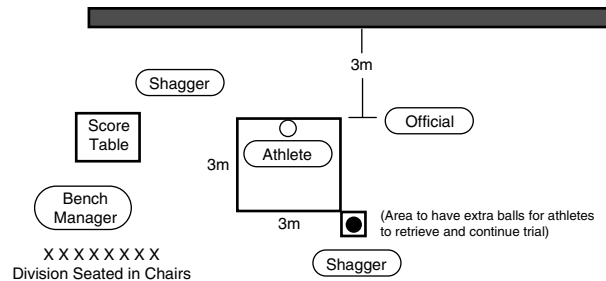 3m
Shagger
Official
Score
Table
Athlete
3m
Bench
Manager
3m
(Area to have extra balls for athletes
to retrieve and continue trial)
X X X X X X X X
Division Seated in Chairs
Shagger